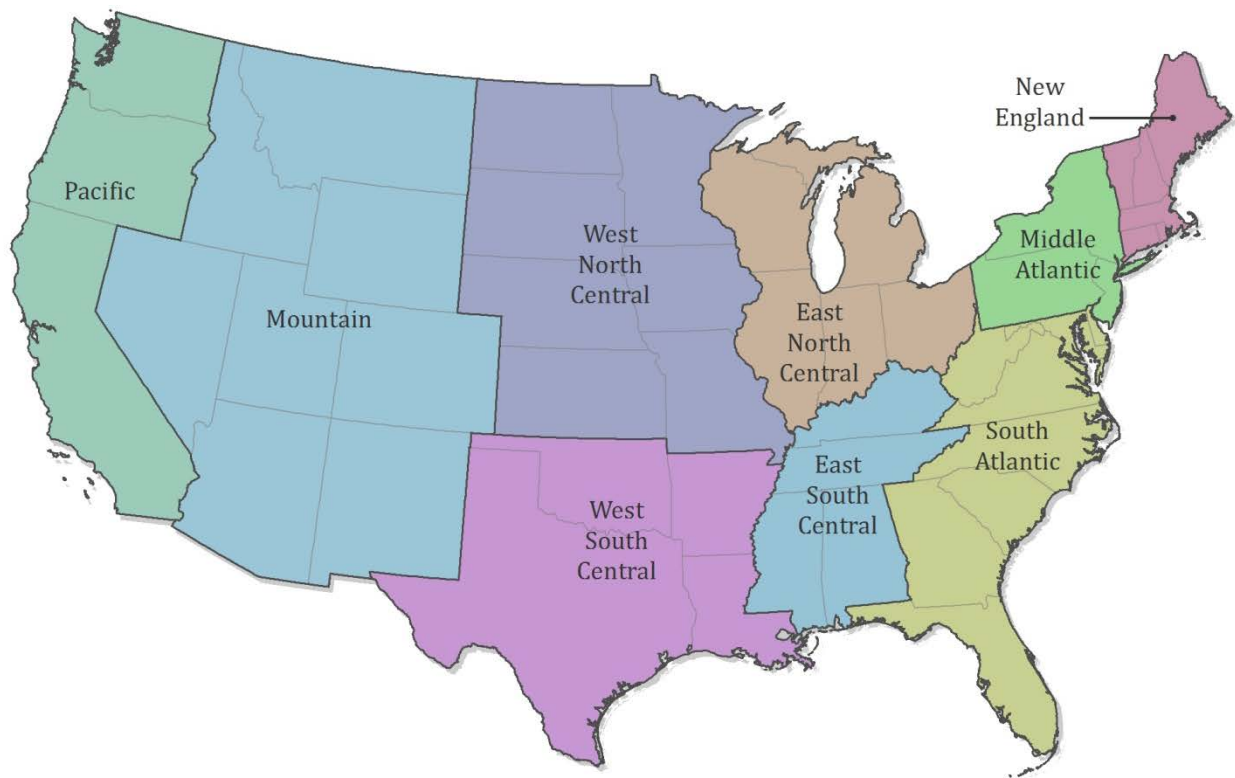 New
England
Pacific
West
North
Central
Middle
Atlantic
Mountain
East
North
Central
South
Atlantic
East
South
Central
West
South
Central